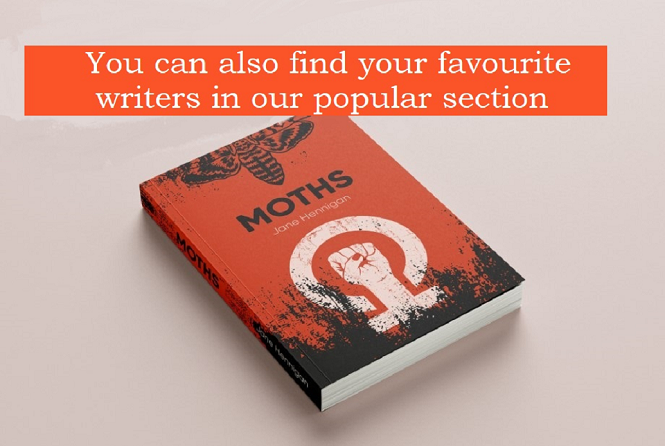 You can also find your favourite
writers in our popular section
MOTHS
Jane Hennigan
MOTHS
Jane Hennigan